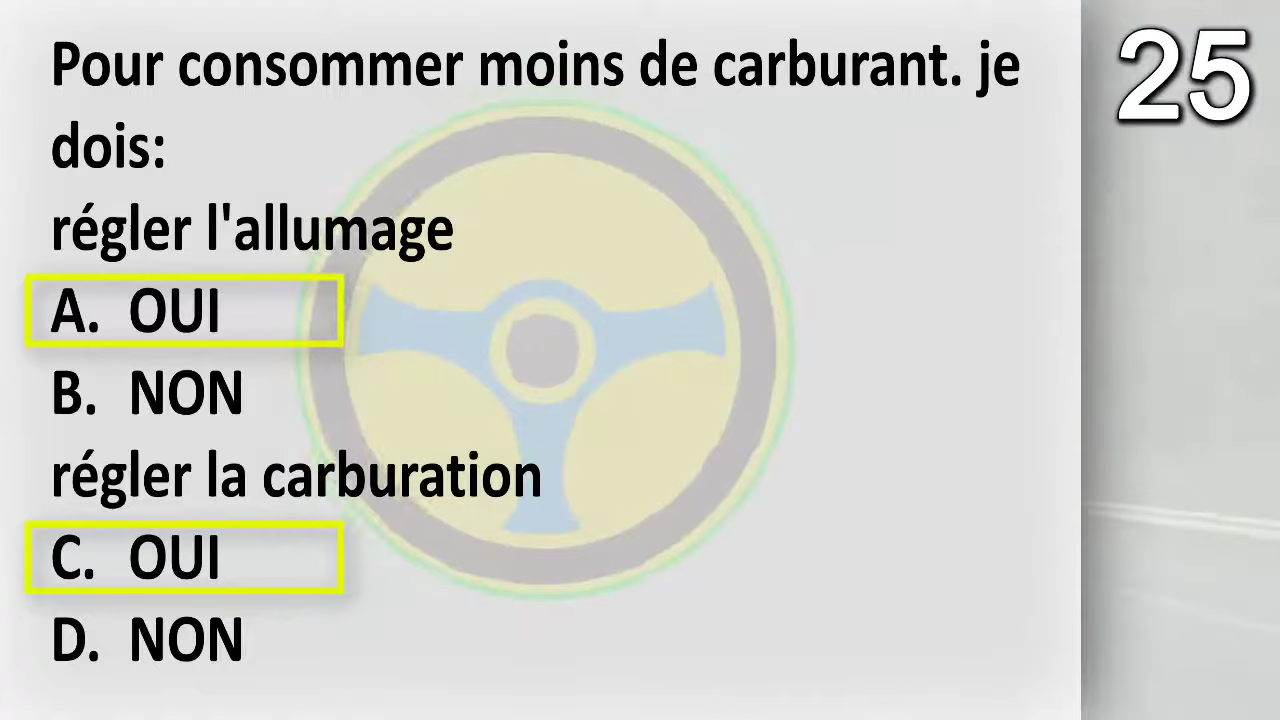 Pour consommer moins de carburant. je
dois:
régler l'allumage
A. OUI
B. NON
régler la carburation
C. OUI
D. NON
25